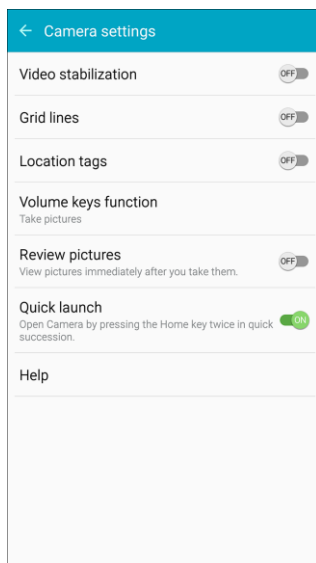 Camera settings
Video stabilization
OFF
Grid lines
OFF
Location tags
OFF
Volume keys function
Take pictures
Review pictures
View pictures immediately after you take them.
OFF
Quick launch
Open Camera by pressing the Home key twice in quick
succession.
ON
Help